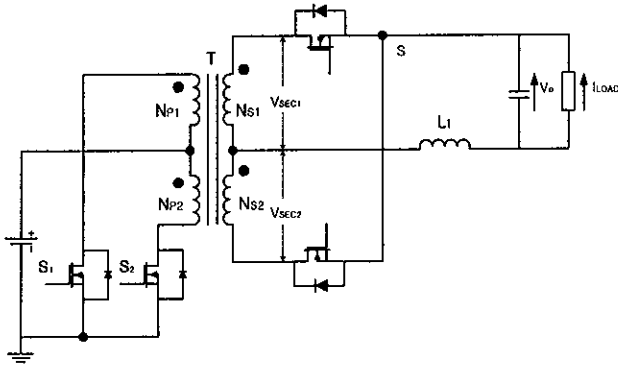 T
S
NP1
NS1
VSEC1
L1
Vo
ILOAD
NP2
NS2
VSEC2
+
S1
S2